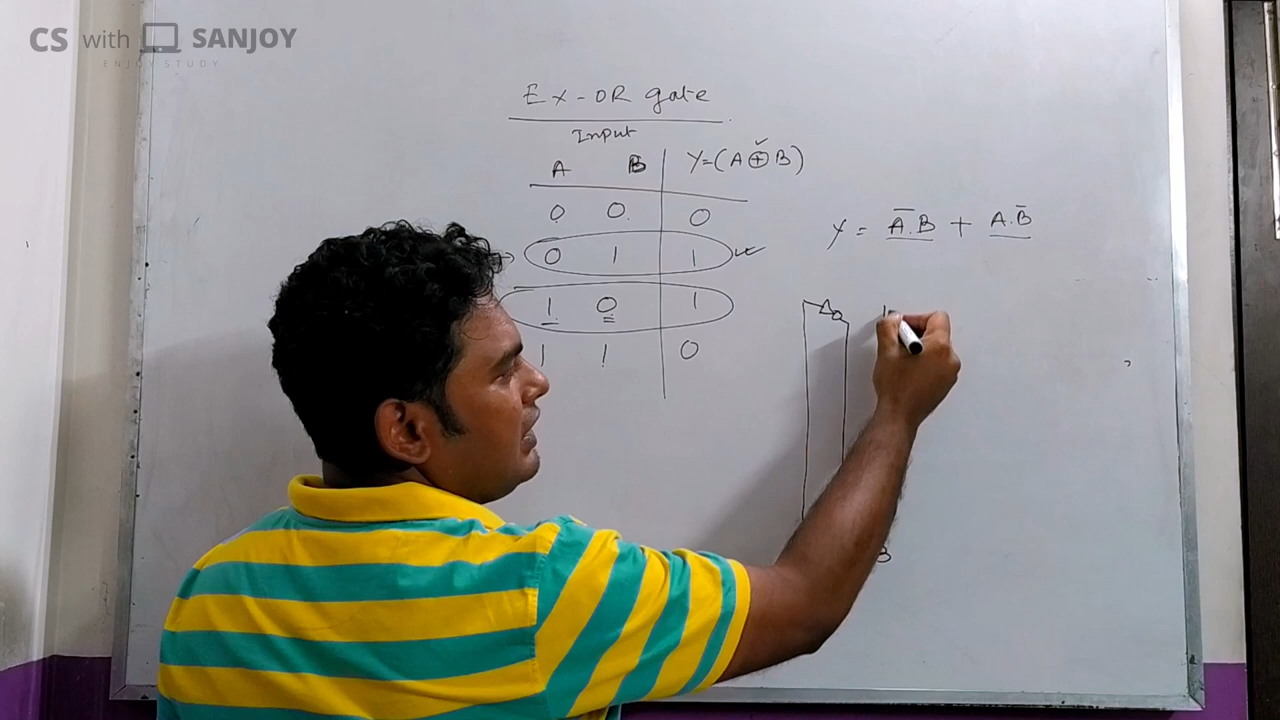 CS with SANJOY
ENJOY STUDY
Ex-OR gate
Input
A B Y=(A⊕B)
0 0 0
0 1 1
1 0 1
1 1 0
Y = A̅.B + A.B̅
B